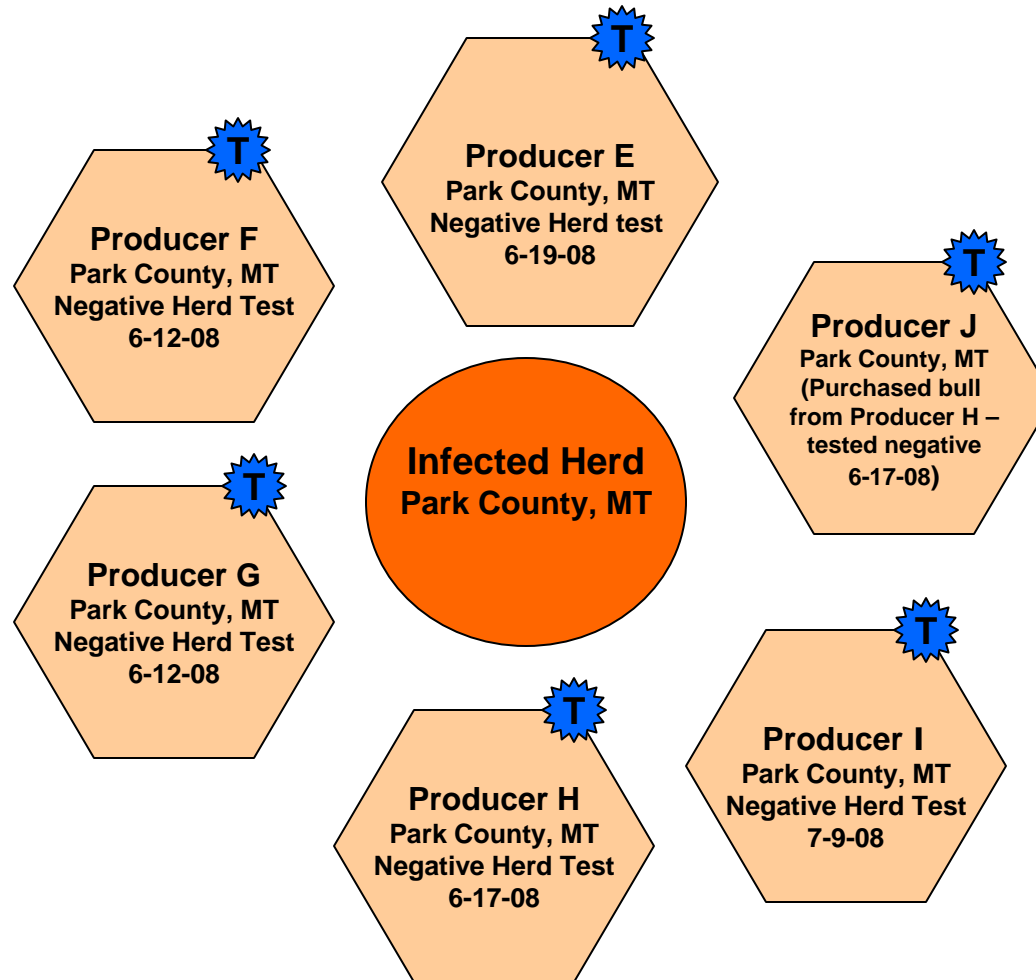 T
Producer E
Park County, MT
Negative Herd test
6-19-08
T
Producer F
Park County, MT
Negative Herd Test
6-12-08
T
Producer J
Park County, MT
(Purchased bull
from Producer H –
tested negative
6-17-08)
Infected Herd
Park County, MT
T
Producer G
Park County, MT
Negative Herd Test
6-12-08
T
Producer I
Park County, MT
Negative Herd Test
7-9-08
T
Producer H
Park County, MT
Negative Herd Test
6-17-08